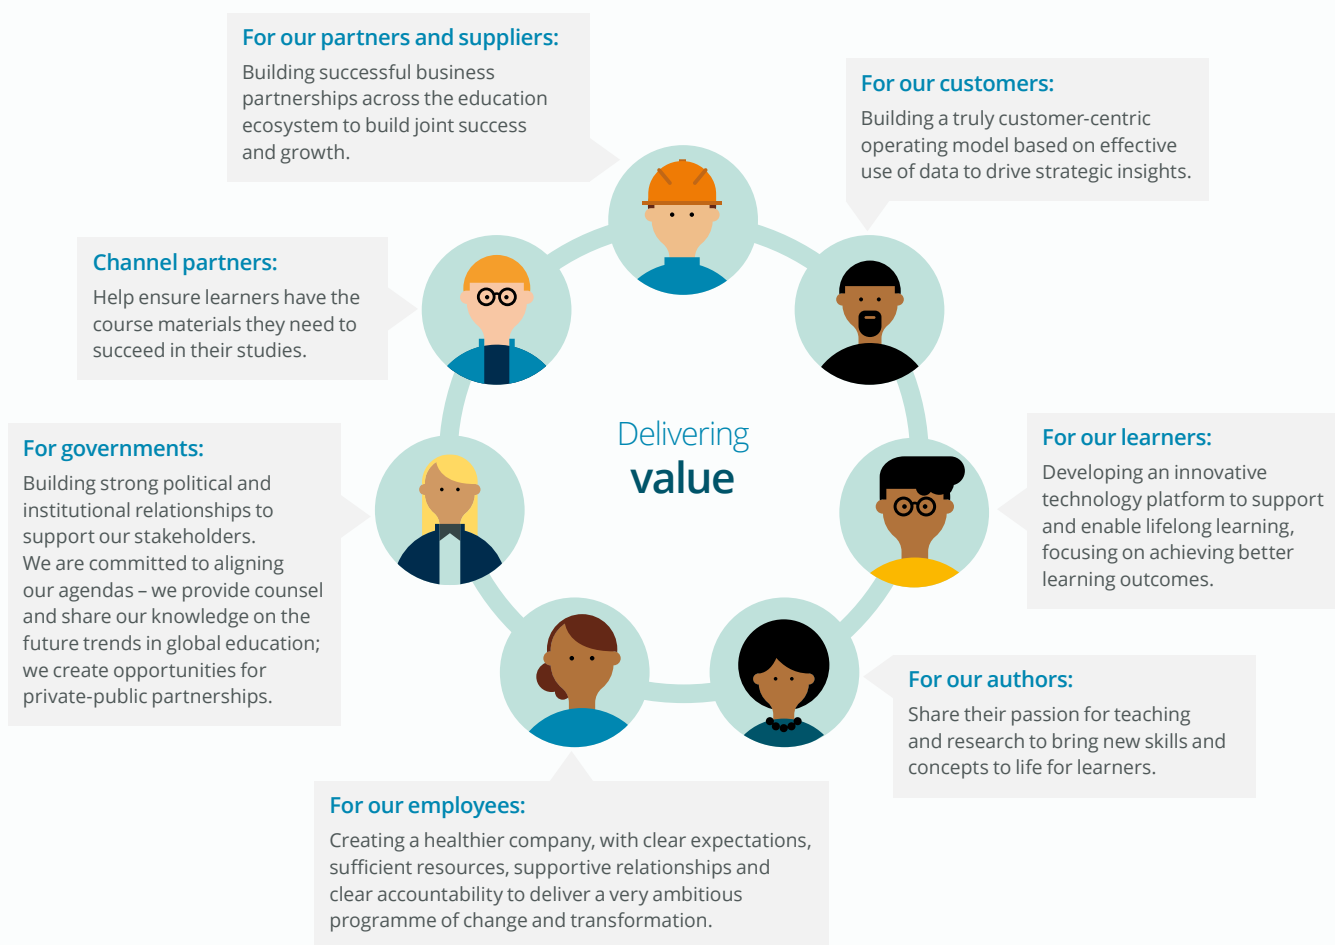 For our partners and suppliers:
Building successful business
partnerships across the education
ecosystem to build joint success
and growth.
For our customers:
Building a truly customer-centric
operating model based on effective
use of data to drive strategic insights.
Channel partners:
Help ensure learners have the
course materials they need to
succeed in their studies.
Delivering
value
For governments:
Building strong political and
institutional relationships to
support our stakeholders.
We are committed to aligning
our agendas – we provide counsel
and share our knowledge on the
future trends in global education;
we create opportunities for
private-public partnerships.
For our learners:
Developing an innovative
technology platform to support
and enable lifelong learning,
focusing on achieving better
learning outcomes.
For our authors:
Share their passion for teaching
and research to bring new skills and
concepts to life for learners.
For our employees:
Creating a healthier company, with clear expectations,
sufficient resources, supportive relationships and
clear accountability to deliver a very ambitious
programme of change and transformation.